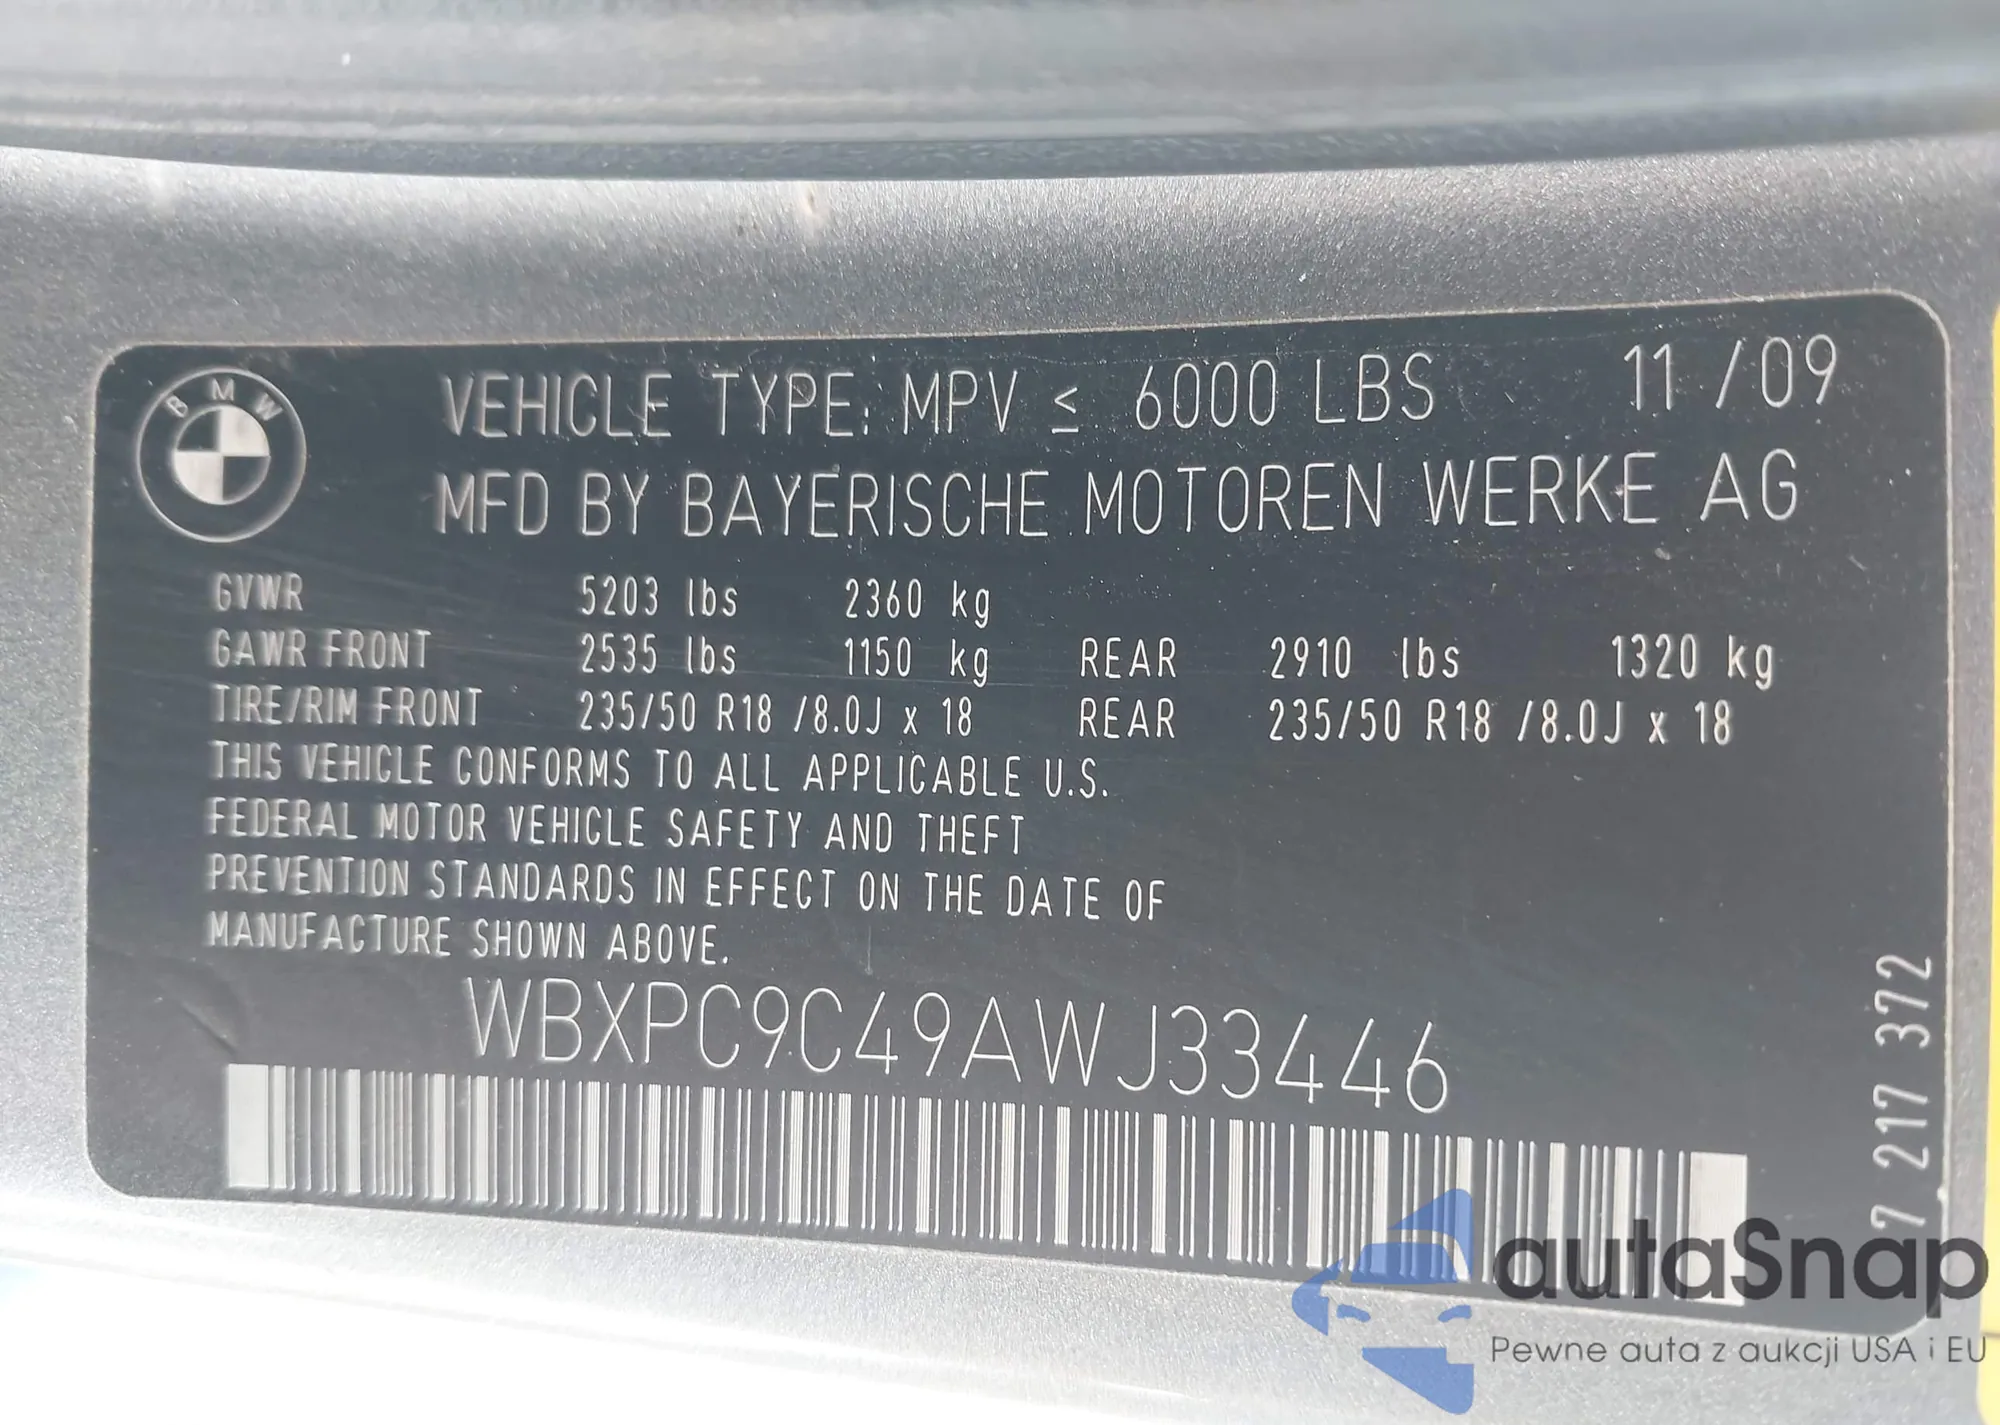 BMW
VEHICLE TYPE: MPV ≤ 6000 LBS 11 /09
MFD BY BAYERISCHE MOTOREN WERKE AG
GVWR 5203 lbs 2360 kg
GAWR FRONT 2535 lbs 1150 kg REAR 2910 lbs 1320 kg
TIRE/RIM FRONT 235/50 R18 /8.0J x 18 REAR 235/50 R18 /8.0J x 18
THIS VEHICLE CONFORMS TO ALL APPLICABLE U.S.
FEDERAL MOTOR VEHICLE SAFETY AND THEFT
PREVENTION STANDARDS IN EFFECT ON THE DATE OF
MANUFACTURE SHOWN ABOVE.
WBXPC9C49AWJ33446
7 217 372
autaSnap
Pewne auta z aukcji USA i EU